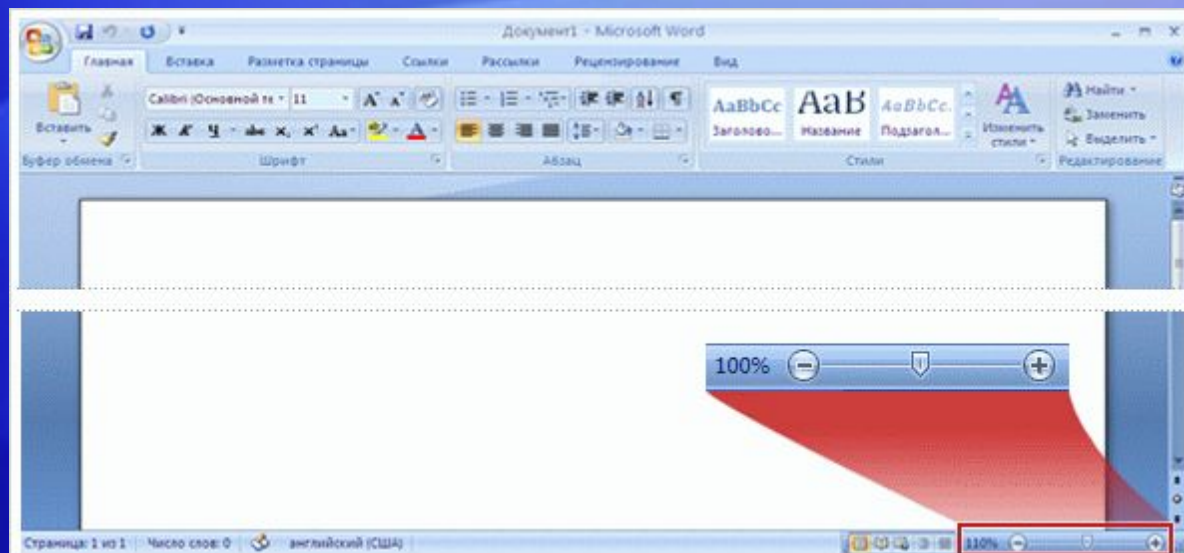 Документ1 - Microsoft Word
Главная Вставка Разметка страницы Ссылки Рассылки Рецензирование Вид
Calibri (Основной те 11
Найти
Заменить
Выделить
Вставить
Ж К Ч abc x, x' Aa A
AaBbCc AaB AaBbCc.
Заголово... Название Подзагол...
Изменить стили
Буфер обмена Шрифт Абзац Стили Редактирование
100%
Страница: 1 из 1 Число слов: 0 английский (США) 110%